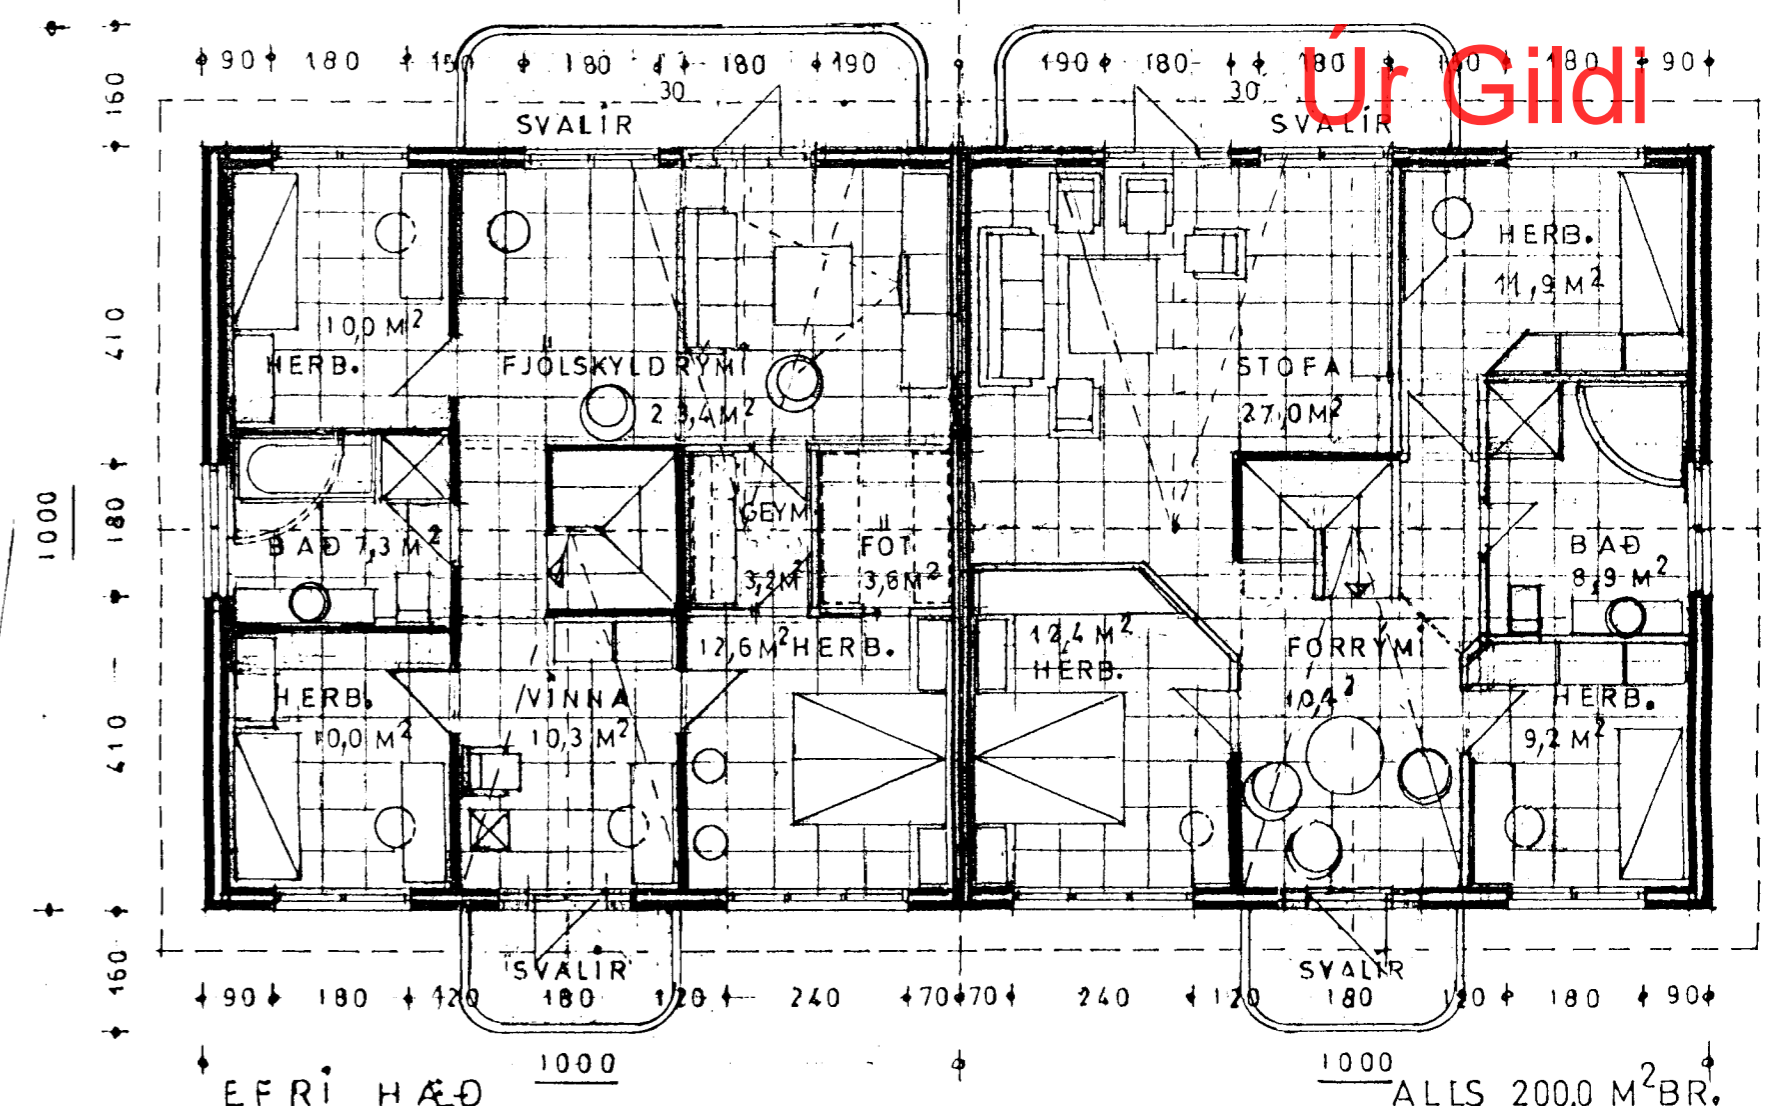 Úr Gildi
90 180 150 180 180 190 190 180 180 180 180 90
30 30
160
SVALIR SVALIR
HERB.
11,9 M²
10,0 M²
410
HERB. FJÖLSKYLDRÝMI STOFA
23,4 M² 27,0 M²
1000
180
GEYM.
BAÐ 7,3 M² FÖT BAÐ
3,2 M² 3,8 M² 8,9 M²
12,6 M² HERB. 12,4 M² FORRÝMI
HERB.
HERB. /VINNA 10,4² HERB.
10,0 M² 10,3 M² 9,2 M²
410
160
SVALIR SVALIR
90 180 120 180 120 240 70 70 240 120 180 120 180 90
1000 1000
EFRI HÆÐ ALLS 200.0 M² BR.